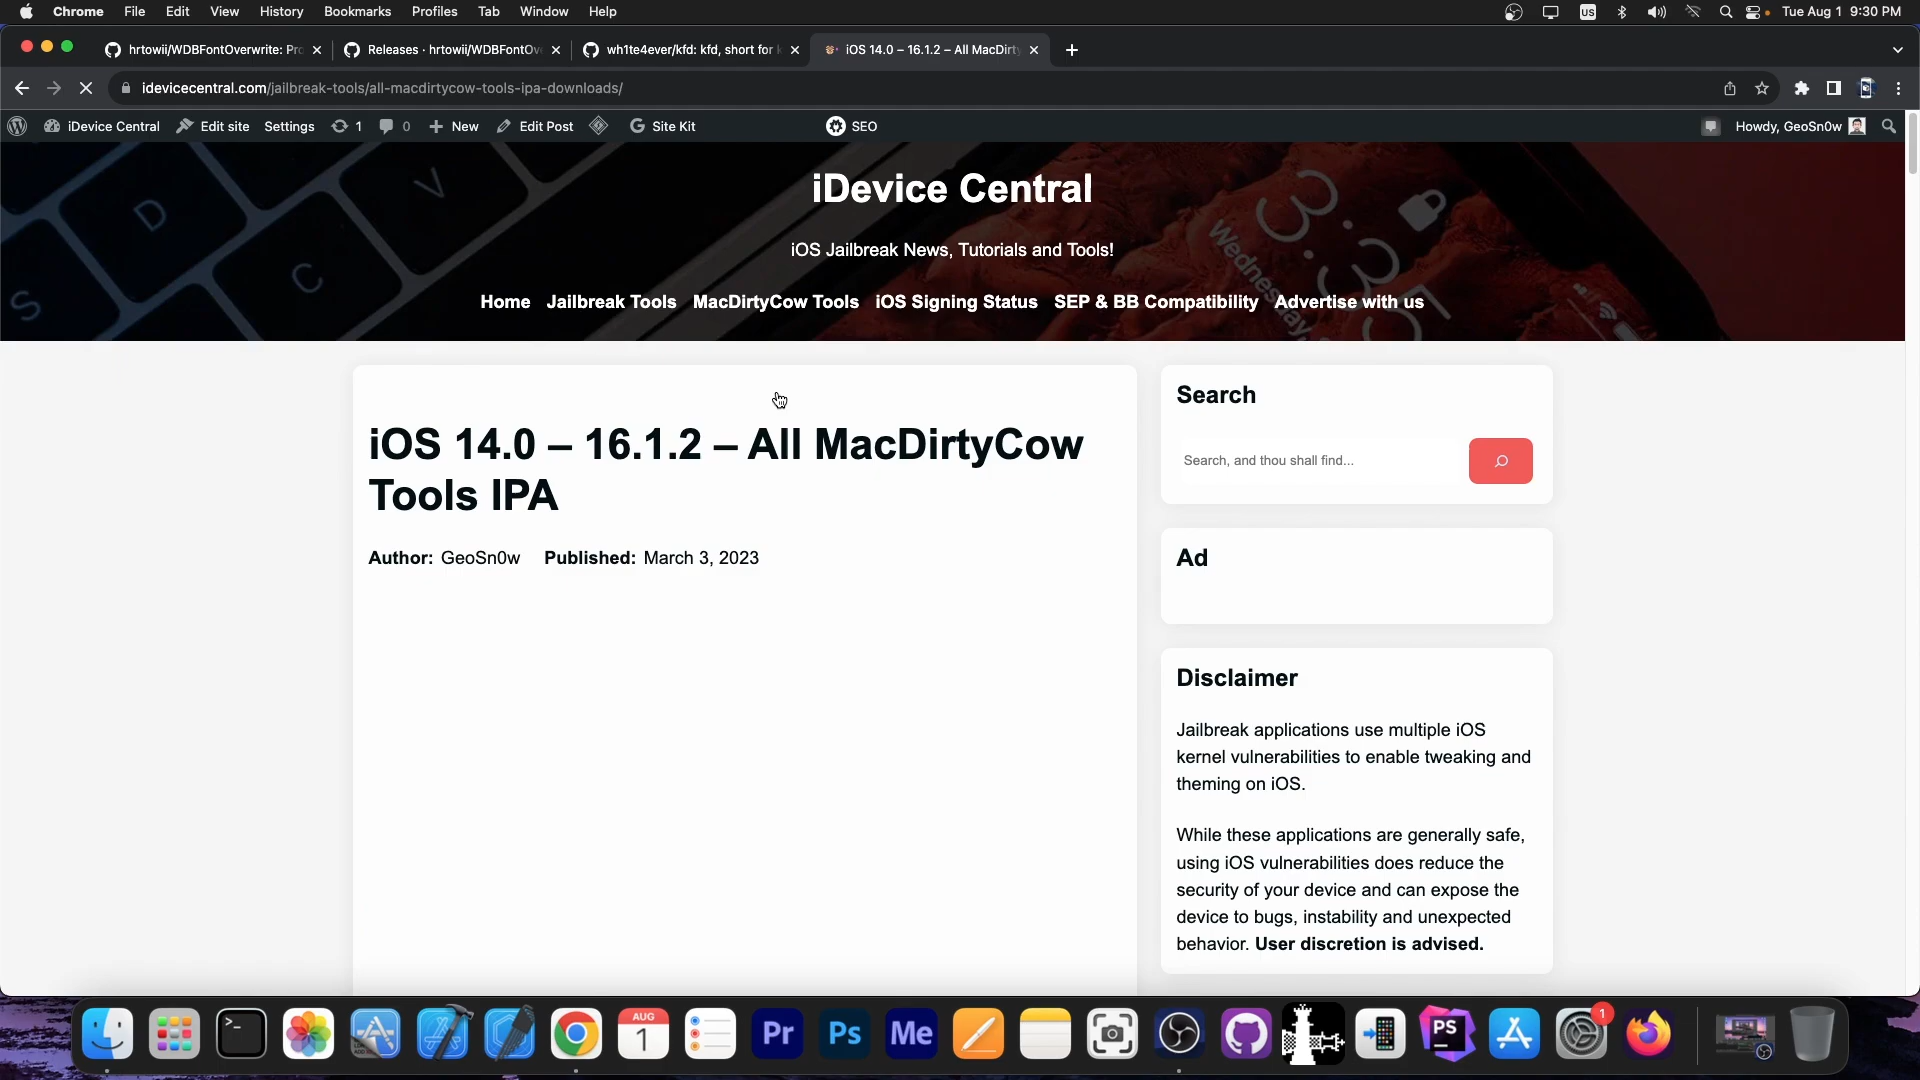 Chrome File Edit View History Bookmarks Profiles Tab Window Help US Tue Aug 1 9:30 PM
hrtowii/WDBFontOverwrite: Pro Releases · hrtowii/WDBFontOve wh1te4ever/kfd: kfd, short for k iOS 14.0 – 16.1.2 – All MacDirty
idevicecentral.com/jailbreak-tools/all-macdirtycow-tools-ipa-downloads/
iDevice Central Edit site Settings 1 0 New Edit Post Site Kit SEO Howdy, GeoSn0w
iDevice Central
iOS Jailbreak News, Tutorials and Tools!
Home Jailbreak Tools MacDirtyCow Tools iOS Signing Status SEP & BB Compatibility Advertise with us
S D C V
3:35
Wednesday
iOS 14.0 – 16.1.2 – All MacDirtyCow
Tools IPA
Author: GeoSn0w Published: March 3, 2023
Search
Search, and thou shall find...
Ad
Disclaimer
Jailbreak applications use multiple iOS
kernel vulnerabilities to enable tweaking and
theming on iOS.
While these applications are generally safe,
using iOS vulnerabilities does reduce the
security of your device and can expose the
device to bugs, instability and unexpected
behavior. User discretion is advised.
AUG
1
Pr Ps Me PS 1